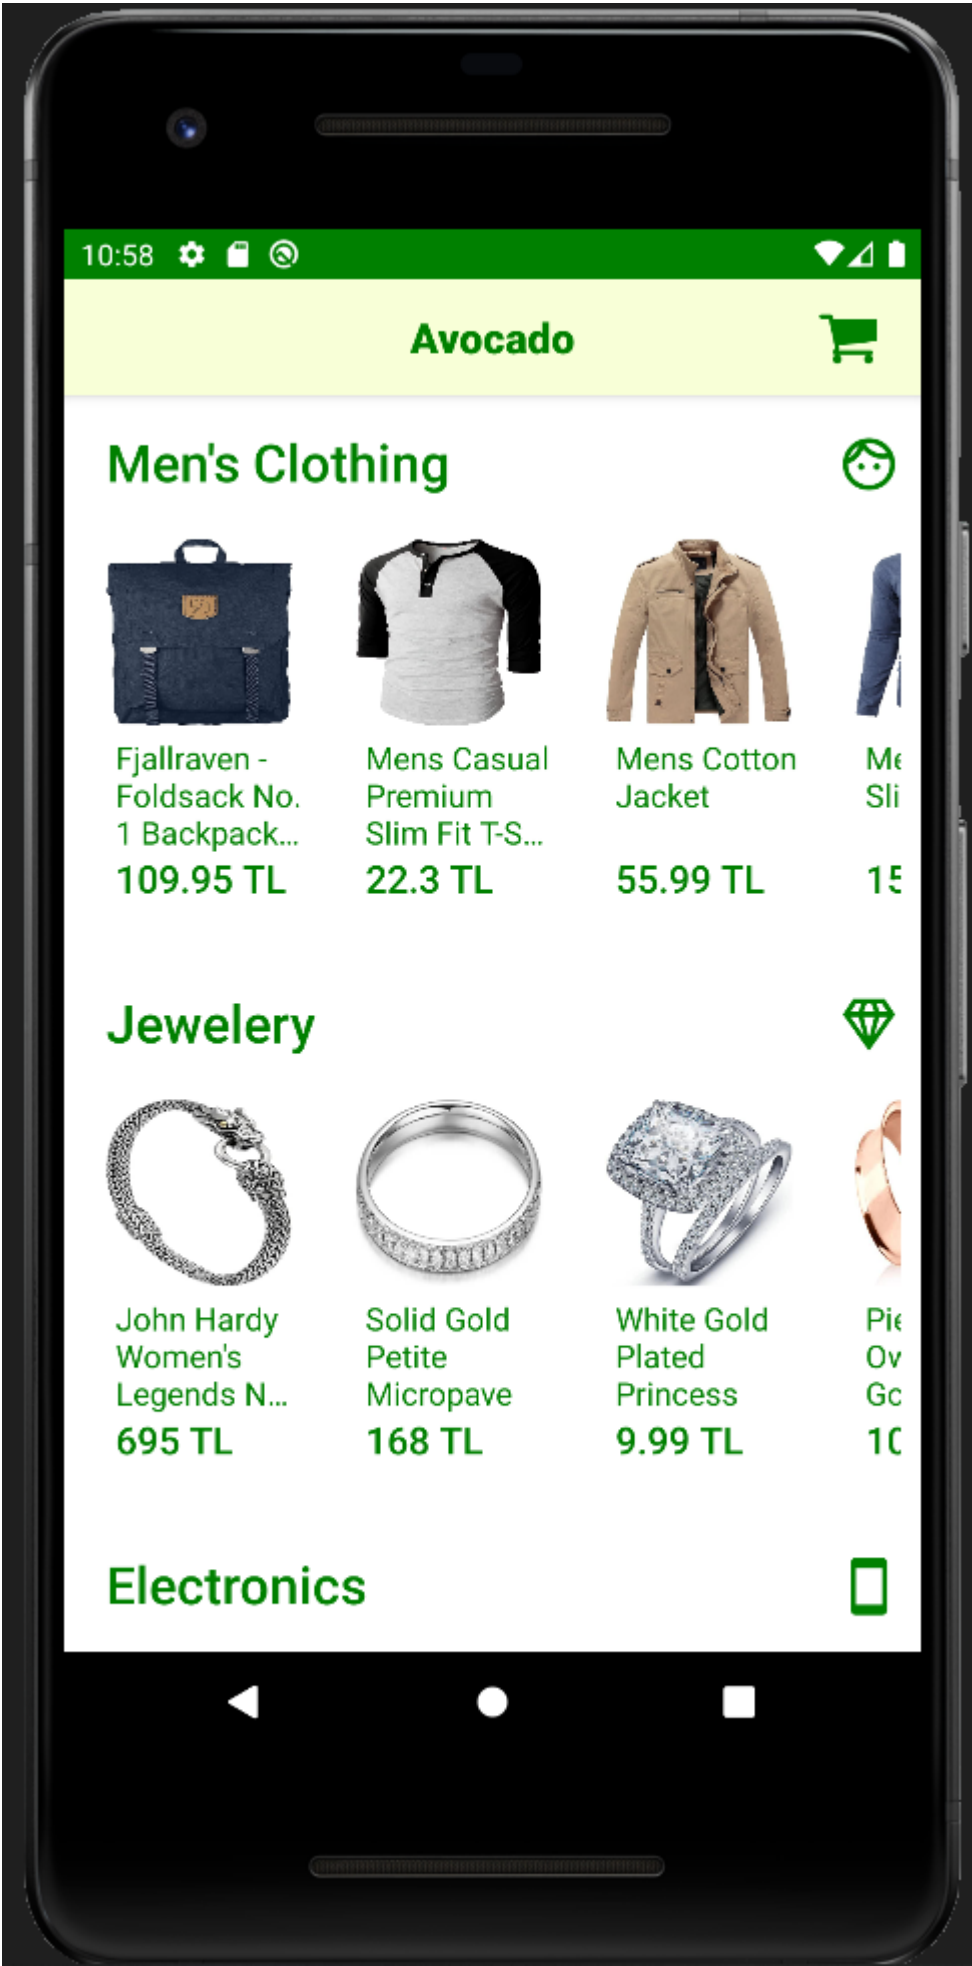 10:58
Avocado
Men's Clothing
Fjallraven -
Foldsack No.
1 Backpack...
109.95 TL
Mens Casual
Premium
Slim Fit T-S...
22.3 TL
Mens Cotton
Jacket
55.99 TL
Jewelery
John Hardy
Women's
Legends N...
695 TL
Solid Gold
Petite
Micropave
168 TL
White Gold
Plated
Princess
9.99 TL
Electronics